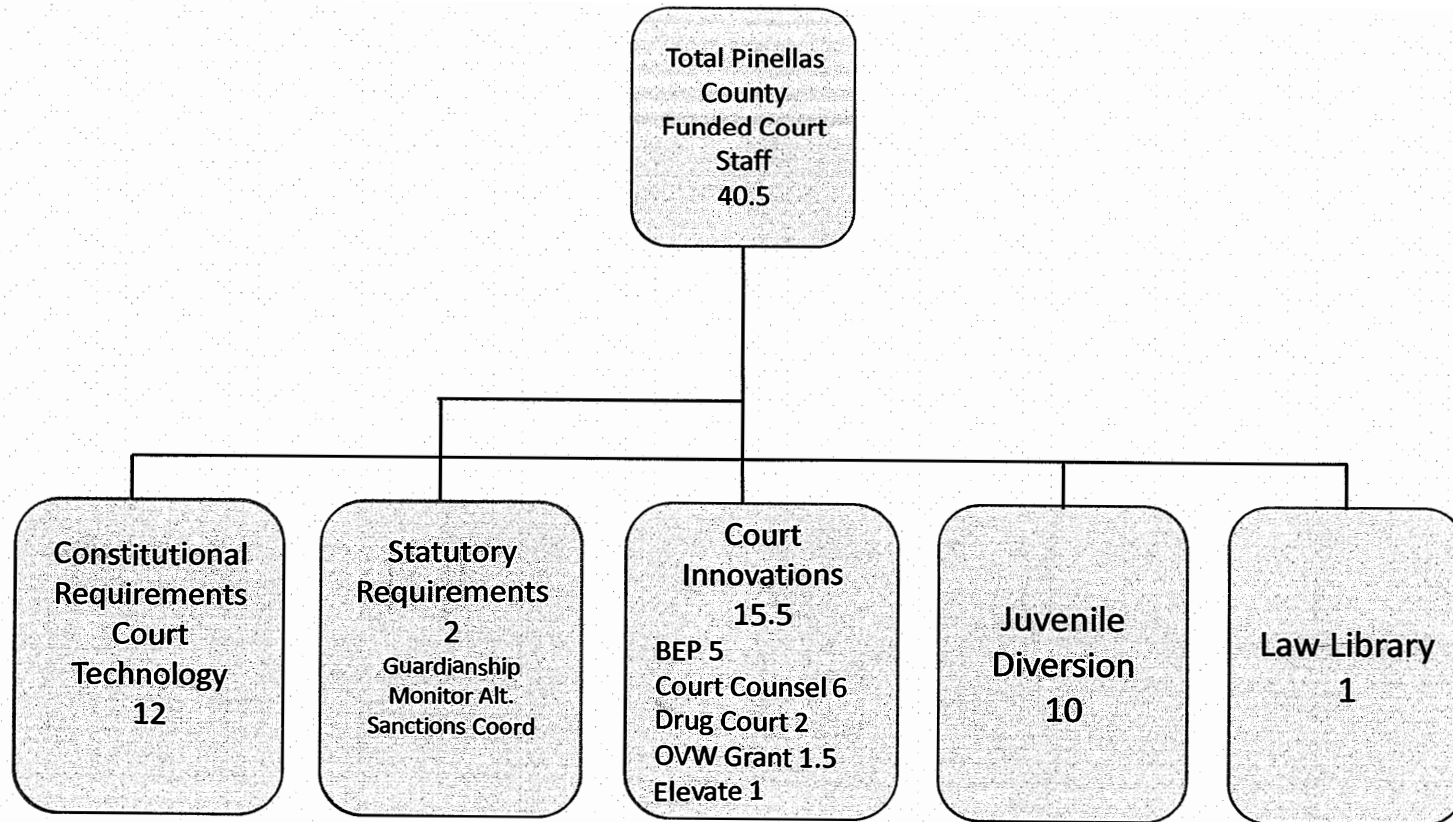 Total Pinellas
County
Funded Court
Staff
40.5
Constitutional
Requirements
Court
Technology
12
Statutory
Requirements
2
Guardianship
Monitor Alt.
Sanctions Coord
Court
Innovations
15.5
BEP 5
Court Counsel 6
Drug Court 2
OVW Grant 1.5
Elevate 1
Juvenile
Diversion
10
Law Library
1